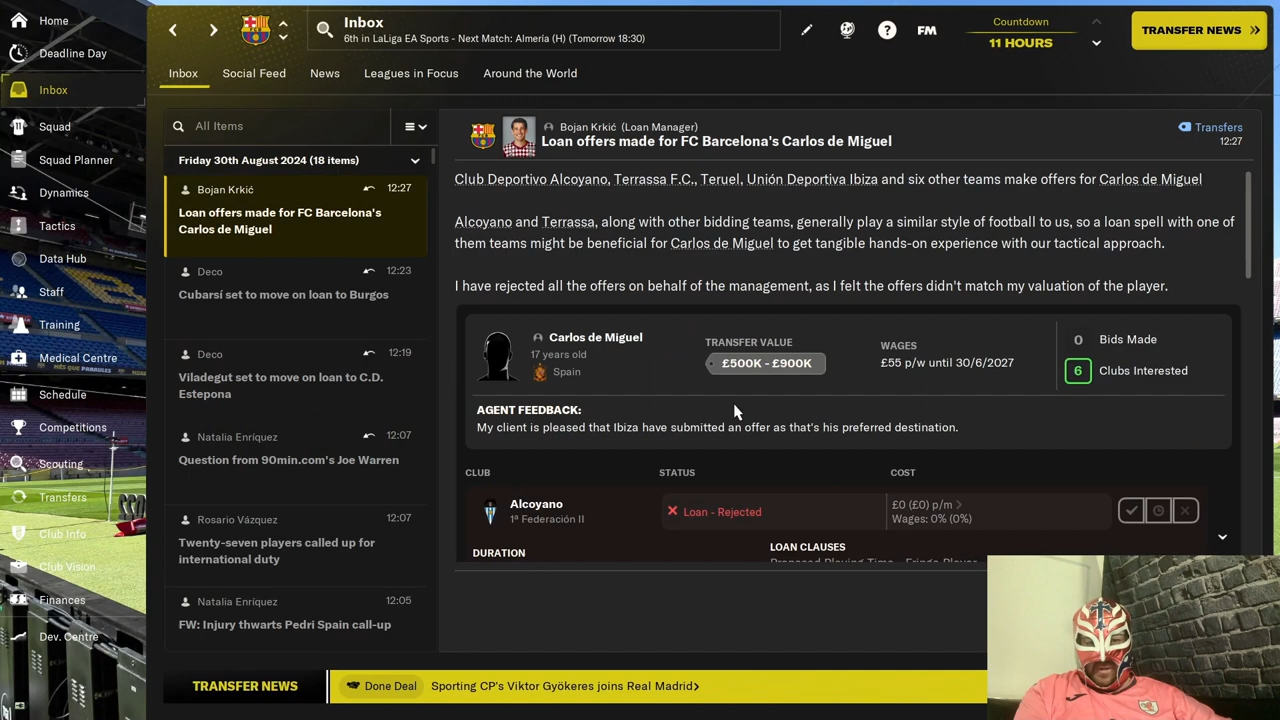 Home
Deadline Day
Inbox
Squad
Squad Planner
Dynamics
Tactics
Data Hub
Staff
Training
Medical Centre
Schedule
Competitions
Scouting
Transfers
Club Info
Club Vision
Finances
Dev. Centre
Inbox
6th in LaLiga EA Sports - Next Match: Almería (H) (Tomorrow 18:30)
?
FM
Countdown
11 HOURS
TRANSFER NEWS
Inbox
Social Feed
News
Leagues in Focus
Around the World
All Items
Friday 30th August 2024 (18 items)
Bojan Krkić
12:27
Loan offers made for FC Barcelona's
Carlos de Miguel
Deco
12:23
Cubarsí set to move on loan to Burgos
Deco
12:19
Viladegut set to move on loan to C.D.
Estepona
Natalia Enríquez
12:07
Question from 90min.com's Joe Warren
Rosario Vázquez
12:07
Twenty-seven players called up for
international duty
Natalia Enríquez
12:05
FW: Injury thwarts Pedri Spain call-up
Bojan Krkić (Loan Manager)
Loan offers made for FC Barcelona's Carlos de Miguel
Transfers
12:27
Club Deportivo Alcoyano, Terrassa F.C., Teruel, Unión Deportiva Ibiza and six other teams make offers for Carlos de Miguel
Alcoyano and Terrassa, along with other bidding teams, generally play a similar style of football to us, so a loan spell with one of
them teams might be beneficial for Carlos de Miguel to get tangible hands-on experience with our tactical approach.
I have rejected all the offers on behalf of the management, as I felt the offers didn't match my valuation of the player.
Carlos de Miguel
17 years old
Spain
TRANSFER VALUE
£500K - £900K
WAGES
£55 p/w until 30/6/2027
0 Bids Made
6 Clubs Interested
AGENT FEEDBACK:
My client is pleased that Ibiza have submitted an offer as that's his preferred destination.
CLUB
STATUS
COST
Alcoyano
1ª Federación II
Loan - Rejected
£0 (£0) p/m
Wages: 0% (0%)
DURATION
LOAN CLAUSES
Proposed Playing Time - Fringe Player
TRANSFER NEWS
Done Deal
Sporting CP's Viktor Gyökeres joins Real Madrid